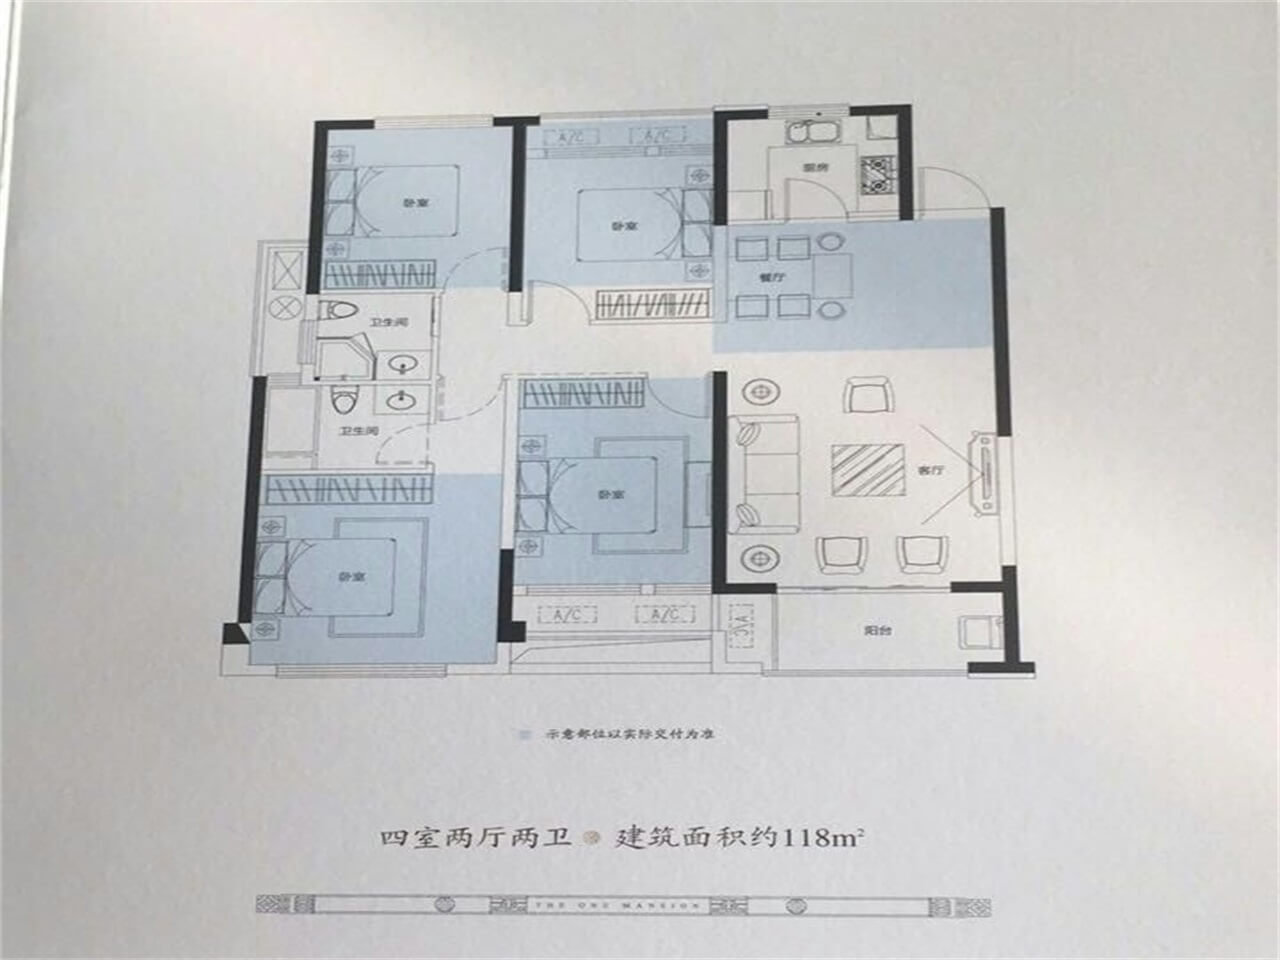 A/C
A/C
厨房
卧室
卧室
餐厅
卫生间
卫生间
客厅
卧室
卧室
A/C
A/C
A/C
阳台
示意部位以实际交付为准
四室两厅两卫 建筑面积约118m²
THE ONE MANSION